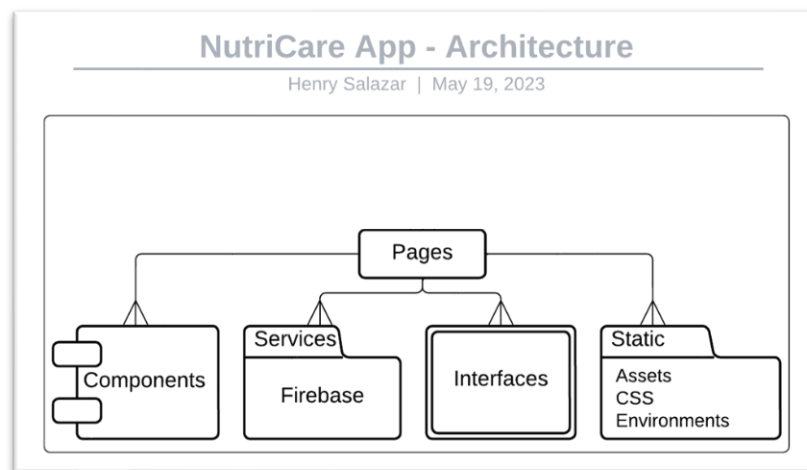 NutriCare App - Architecture
Henry Salazar | May 19, 2023
Pages
Components
Services
Firebase
Interfaces
Static
Assets
CSS
Environments